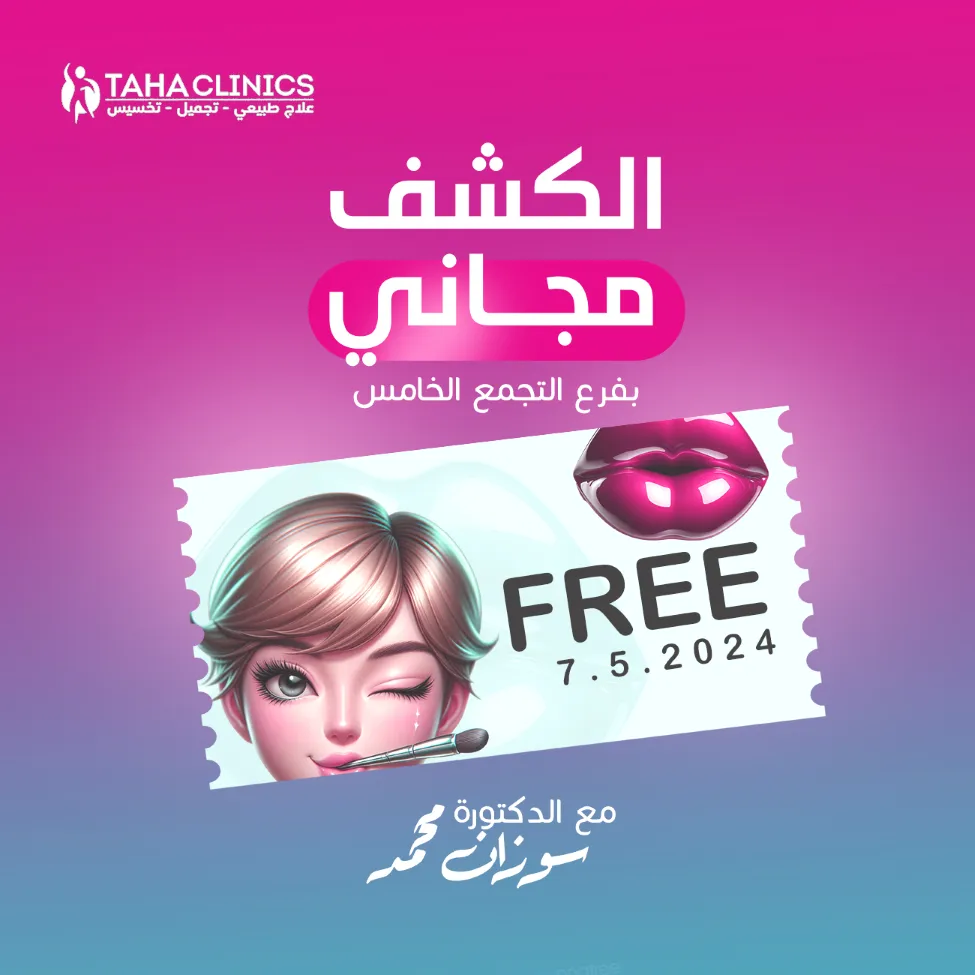 TAHA CLINICS
علاج طبيعي - تجميل - تخسيس
الكشف
مجاني
بفرع التجمع الخامس
FREE
7.5.2024
مع الدكتورة
سوزان محمد